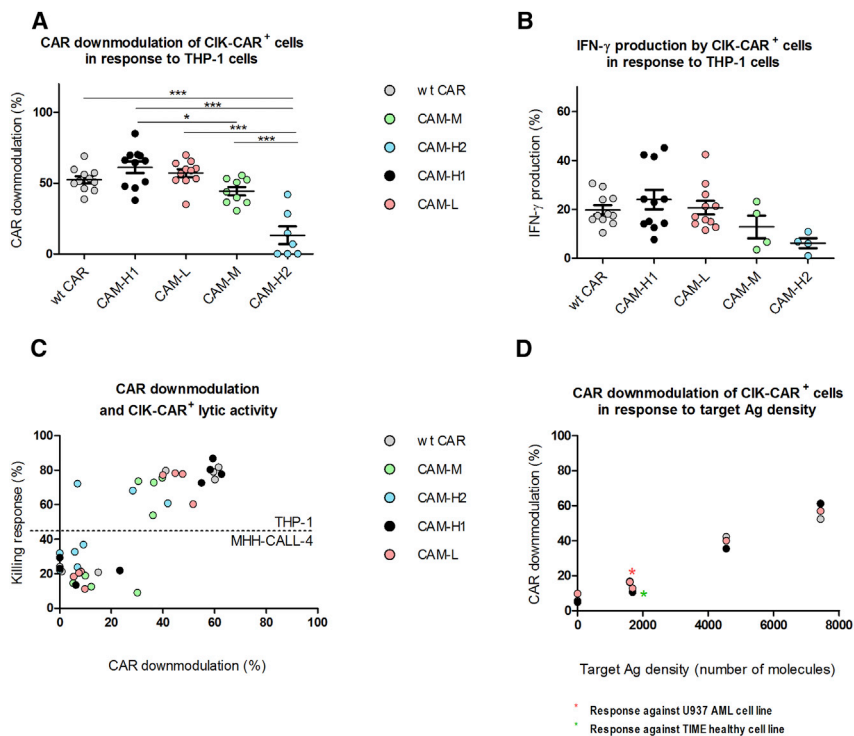 A
CAR downmodulation of CIK-CAR+ cells
in response to THP-1 cells
CAR downmodulation (%)
100
50
0
***
***
*
***
***
wt CAR
CAM-H1
CAM-L
CAM-M
CAM-H2
wt CAR
CAM-M
CAM-H2
CAM-H1
CAM-L
B
IFN-γ production by CIK-CAR+ cells
in response to THP-1 cells
IFN-γ production (%)
60
40
20
0
wt CAR
CAM-H1
CAM-L
CAM-M
CAM-H2
C
CAR downmodulation
and CIK-CAR+ lytic activity
Killing response (%)
100
80
60
40
20
0
THP-1
MHH-CALL-4
0 20 40 60 80 100
CAR downmodulation (%)
wt CAR
CAM-M
CAM-H2
CAM-H1
CAM-L
D
CAR downmodulation of CIK-CAR+ cells
in response to target Ag density
CAR downmodulation (%)
100
80
60
40
20
0
*
*
0 2000 4000 6000 8000
Target Ag density (number of molecules)
* Response against U937 AML cell line
* Response against TIME healthy cell line